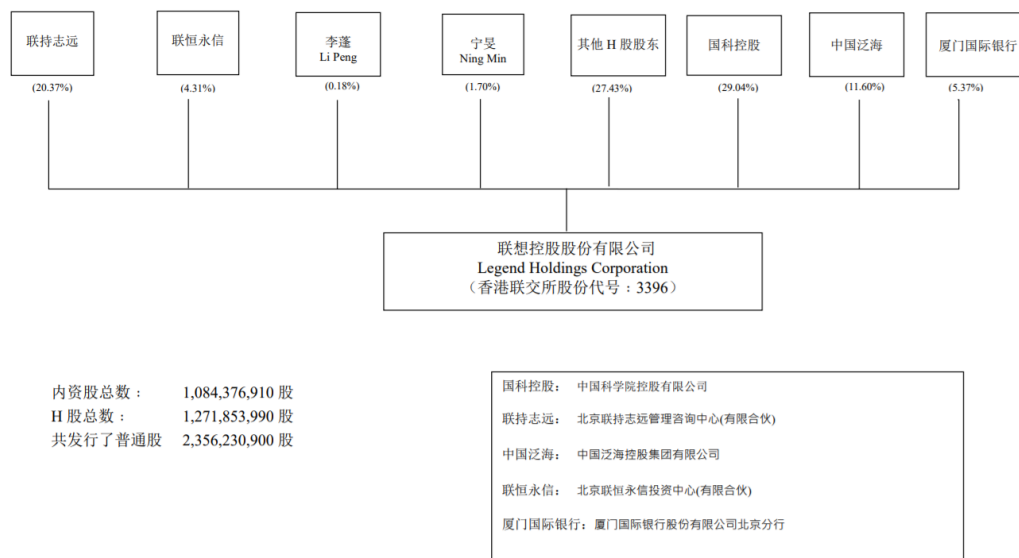 联持志远
联恒永信
李蓬
Li Peng
宁旻
Ning Min
其他 H 股股东
国科控股
中国泛海
厦门国际银行
(20.37%)
(4.31%)
(0.18%)
(1.70%)
(27.43%)
(29.04%)
(11.60%)
(5.37%)
联想控股股份有限公司
Legend Holdings Corporation
（香港联交所股份代号：3396）
内资股总数： 1,084,376,910 股
H 股总数： 1,271,853,990 股
共发行了普通股 2,356,230,900 股
国科控股： 中国科学院控股有限公司
联持志远： 北京联持志远管理咨询中心(有限合伙)
中国泛海： 中国泛海控股集团有限公司
联恒永信： 北京联恒永信投资中心(有限合伙)
厦门国际银行： 厦门国际银行股份有限公司北京分行